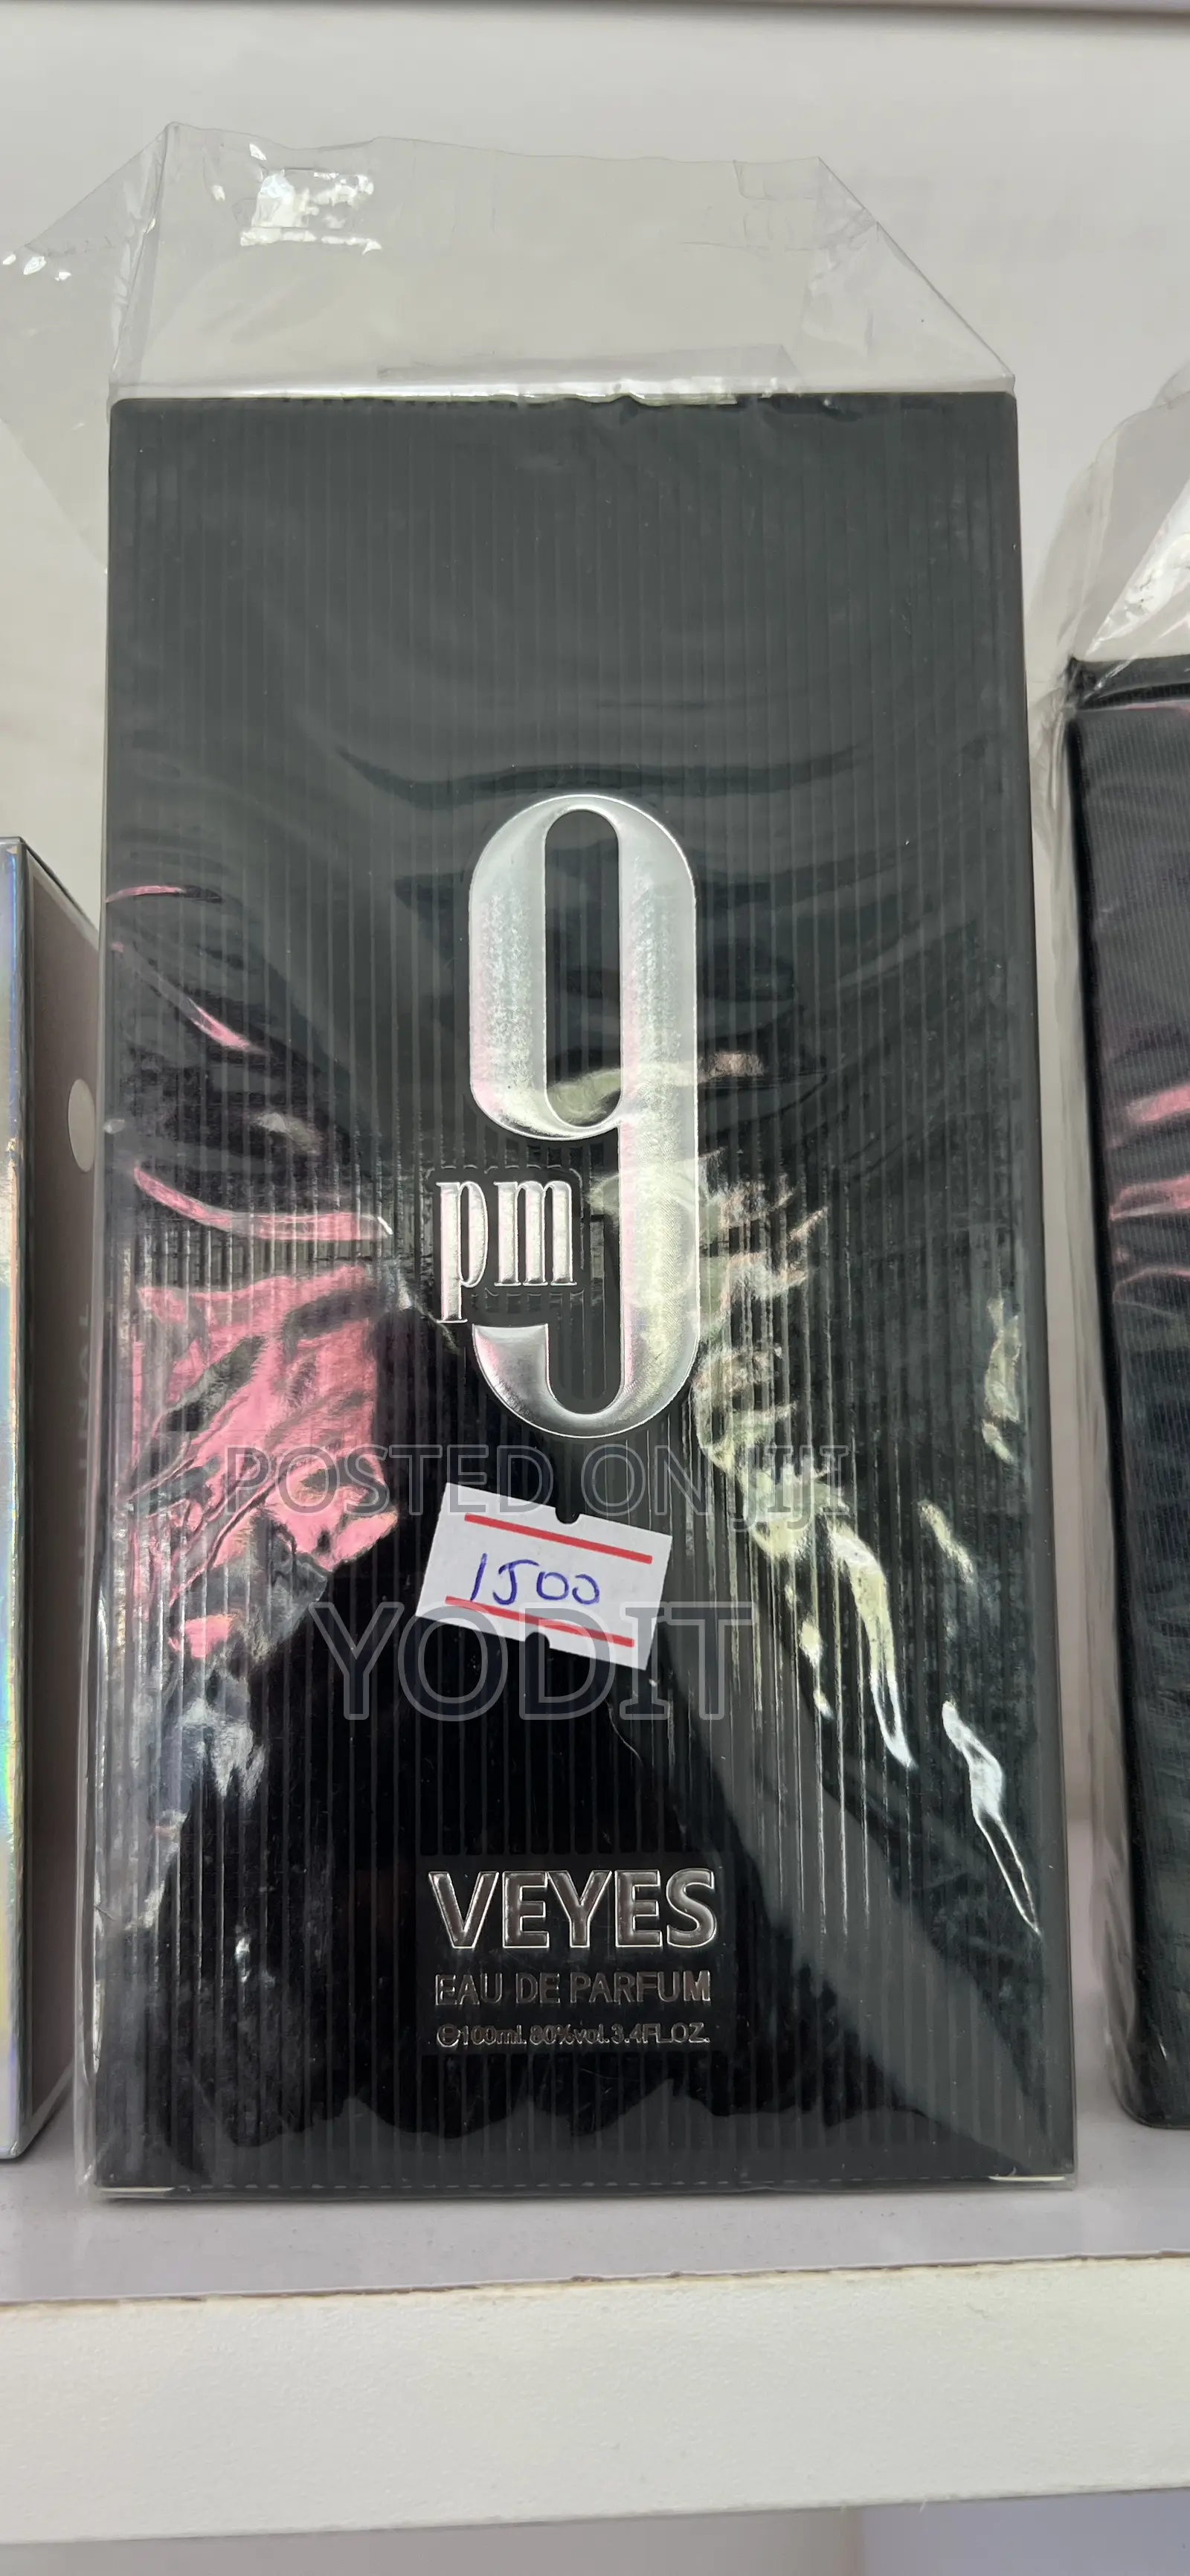 9
pm
POSTED ON JIJI
1500
YODIT
VEYES
EAU DE PARFUM
℮100ml. 80%vol. 3.4FL.OZ.